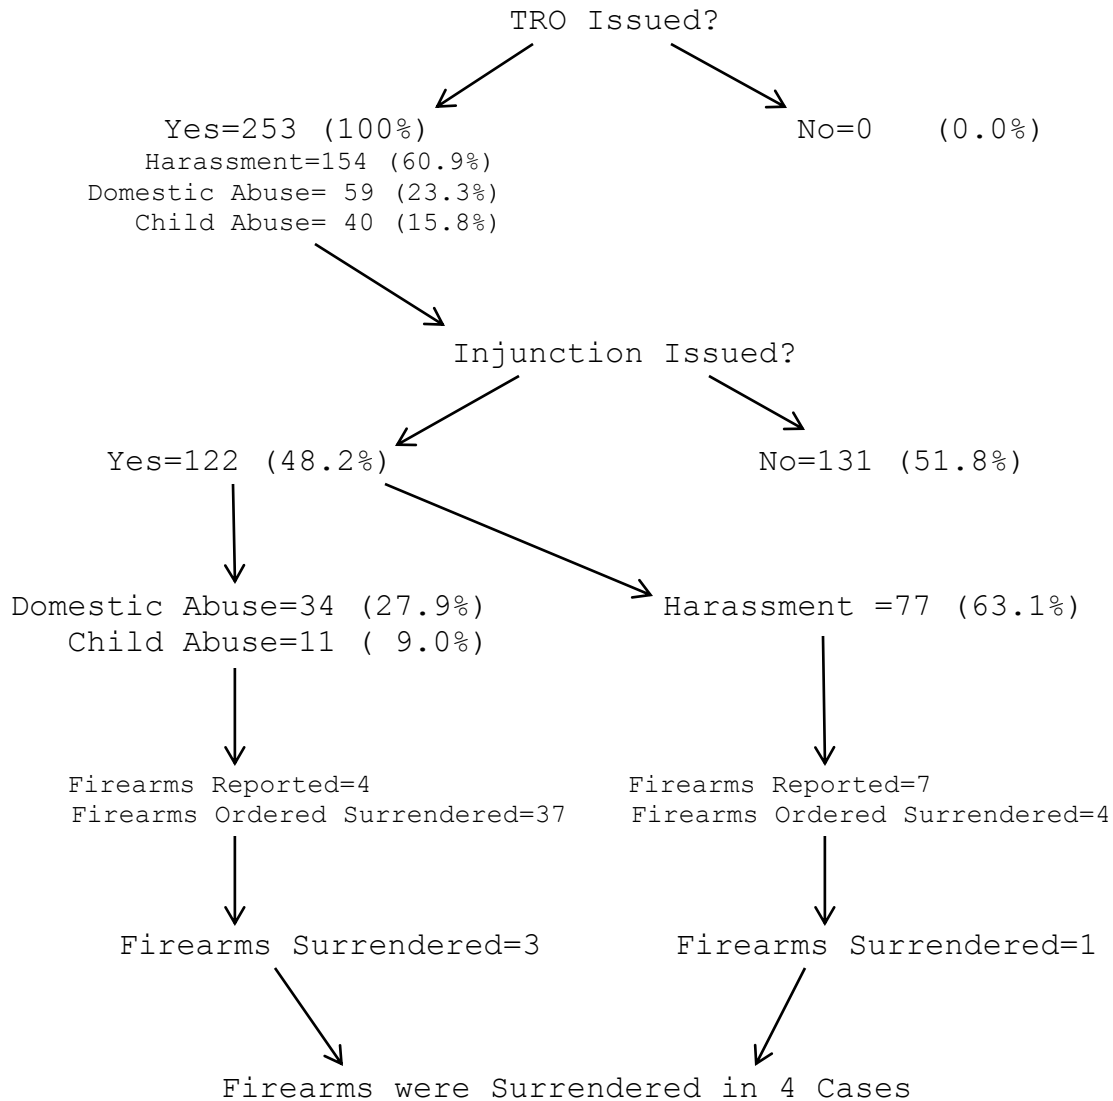 TRO Issued?
Yes=253 (100%)
No=0 (0.0%)
Harassment=154 (60.9%)
Domestic Abuse= 59 (23.3%)
Child Abuse= 40 (15.8%)
Injunction Issued?
Yes=122 (48.2%)
No=131 (51.8%)
Domestic Abuse=34 (27.9%)
Child Abuse=11 ( 9.0%)
Harassment =77 (63.1%)
Firearms Reported=4
Firearms Ordered Surrendered=37
Firearms Reported=7
Firearms Ordered Surrendered=4
Firearms Surrendered=3
Firearms Surrendered=1
Firearms were Surrendered in 4 Cases